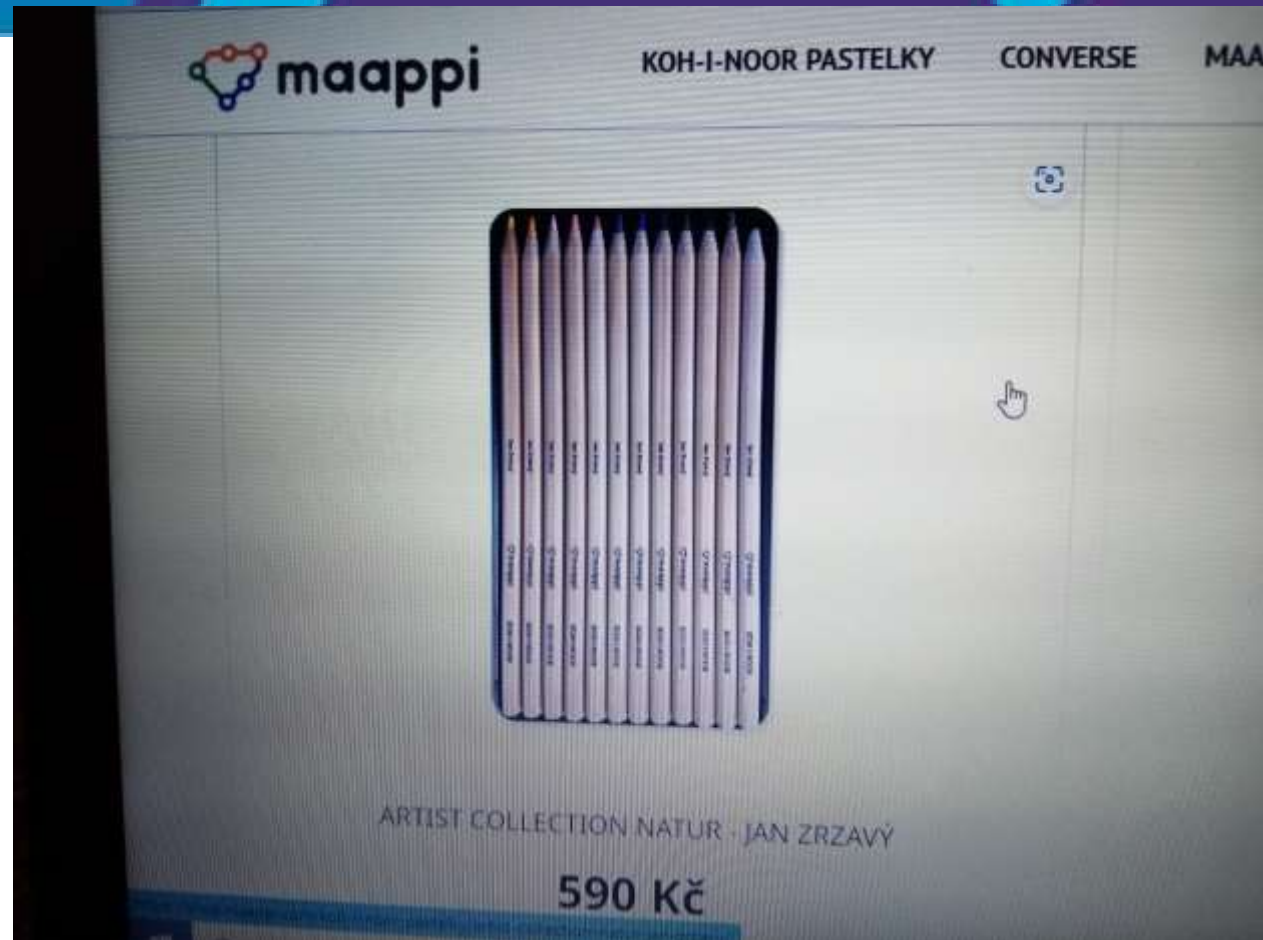 maappi
KOH-I-NOOR PASTELKY CONVERSE MAA
ARTIST COLLECTION NATUR - JAN ZRZAVÝ
590 Kč